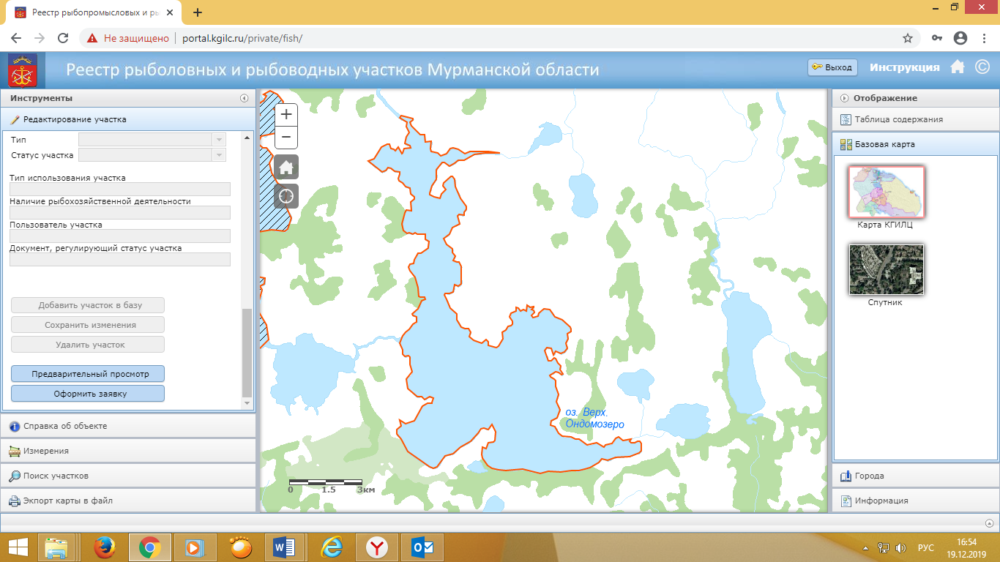 Реестр рыбопромысловых и ры
Не защищено
portal.kgilc.ru/private/fish/
Реестр рыболовных и рыбоводных участков Мурманской области
Выход
Инструкция
Инструменты
Редактирование участка
Тип
Статус участка
Тип использования участка
Наличие рыбохозяйственной деятельности
Пользователь участка
Документ, регулирующий статус участка
Добавить участок в базу
Сохранить изменения
Удалить участок
Предварительный просмотр
Оформить заявку
Справка об объекте
Измерения
Поиск участков
Экспорт карты в файл
+
−
оз. Верх.
Ондомозеро
0 1.5 3км
Отображение
Таблица содержания
Базовая карта
Карта КГИЛЦ
Спутник
Города
Информация
РУС
16:54
19.12.2019